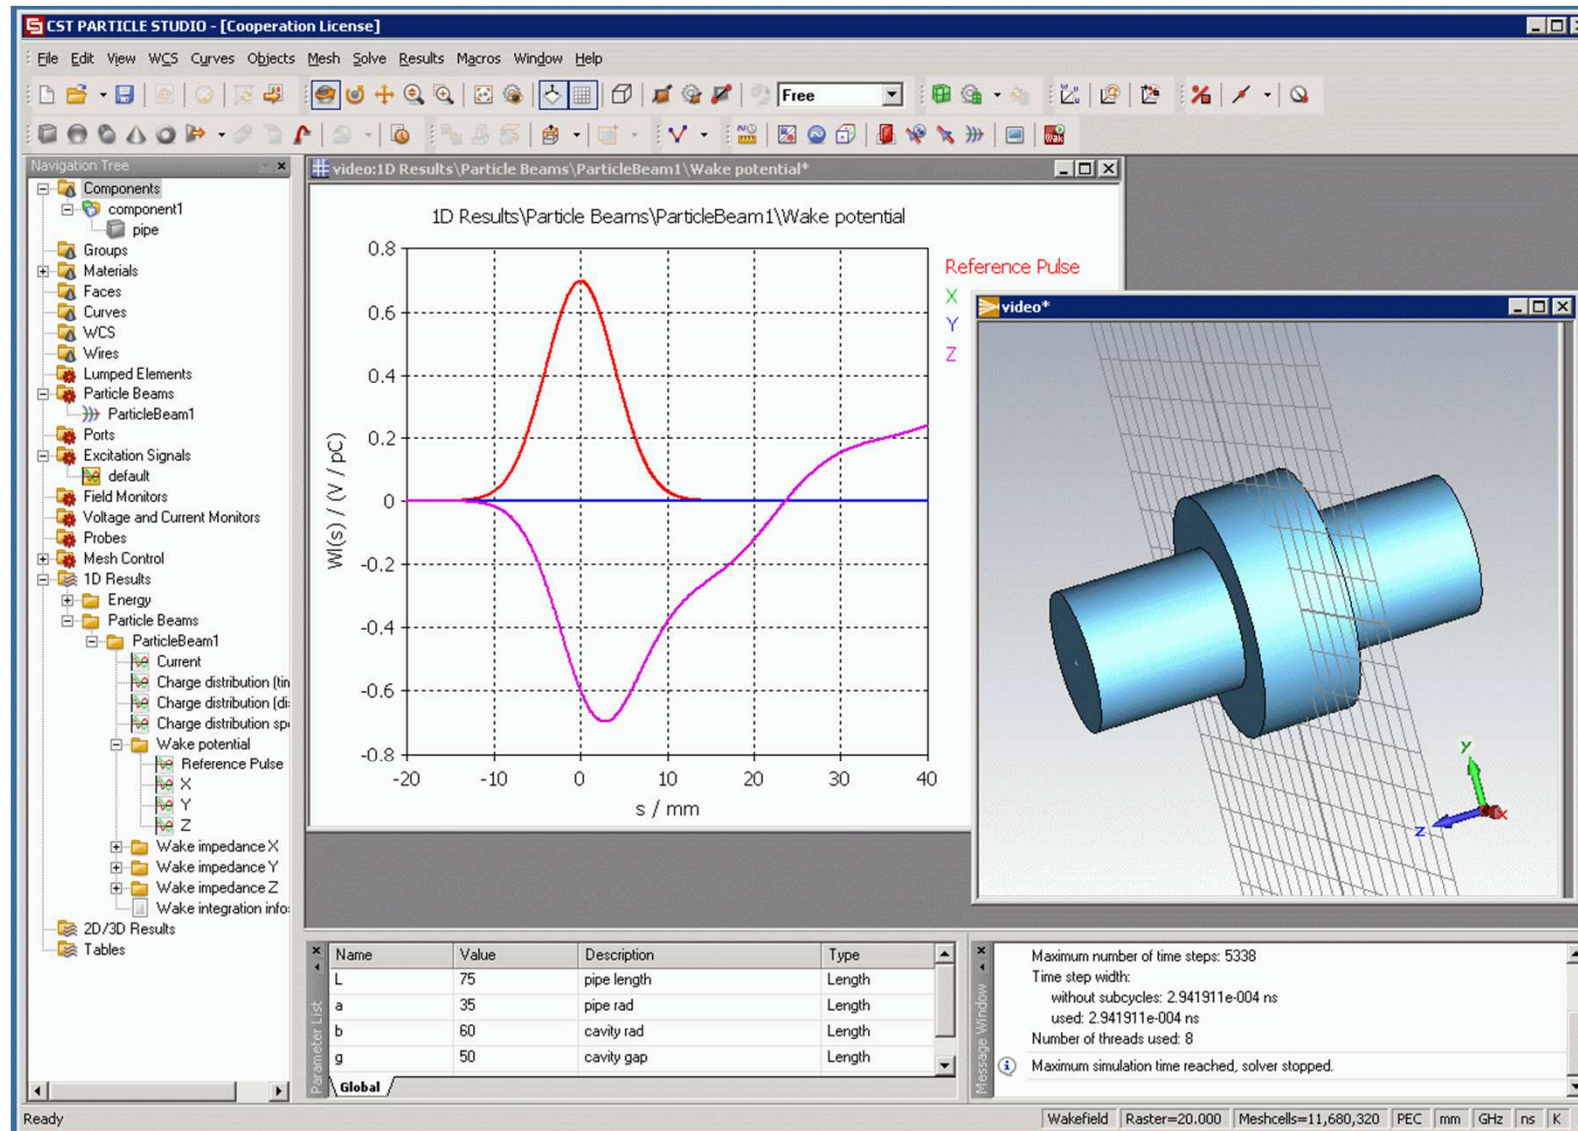 CST PARTICLE STUDIO - [Cooperation License]
File Edit View WCS Curves Objects Mesh Solve Results Macros Window Help
Free
Wak
Navigation Tree
Components
component1
pipe
Groups
Materials
Faces
Curves
WCS
Wires
Lumped Elements
Particle Beams
ParticleBeam1
Ports
Excitation Signals
default
Field Monitors
Voltage and Current Monitors
Probes
Mesh Control
1D Results
Energy
Particle Beams
ParticleBeam1
Current
Charge distribution (tin
Charge distribution (di
Charge distribution spe
Wake potential
Reference Pulse
X
Y
Z
Wake impedance X
Wake impedance Y
Wake impedance Z
Wake integration info
2D/3D Results
Tables
video:1D Results\Particle Beams\ParticleBeam1\Wake potential*
1D Results\Particle Beams\ParticleBeam1\Wake potential
0.8
0.6
0.4
0.2
0
-0.2
-0.4
-0.6
-0.8
Wl(s) / (V / pC)
-20 -10 0 10 20 30 40
s / mm
Reference Pulse
X
Y
Z
video*
y
z
x
Parameter List
Name Value Description Type
L 75 pipe length Length
a 35 pipe rad Length
b 60 cavity rad Length
g 50 cavity gap Length
Global
Message Window
Maximum number of time steps: 5338
Time step width:
without subcycles: 2.941911e-004 ns
used: 2.941911e-004 ns
Number of threads used: 8
Maximum simulation time reached, solver stopped.
Ready
Wakefield Raster=20.000 Meshcells=11,680,320 PEC mm GHz ns K